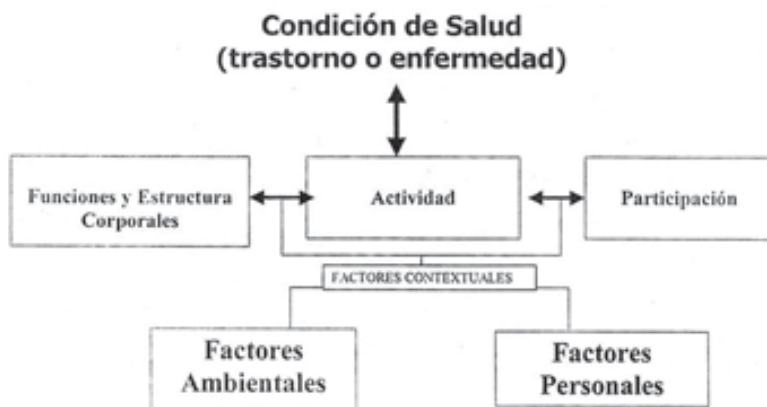 Condición de Salud
(trastorno o enfermedad)
Funciones y Estructura
Corporales
Actividad
Participación
FACTORES CONTEXTUALES
Factores
Ambientales
Factores
Personales